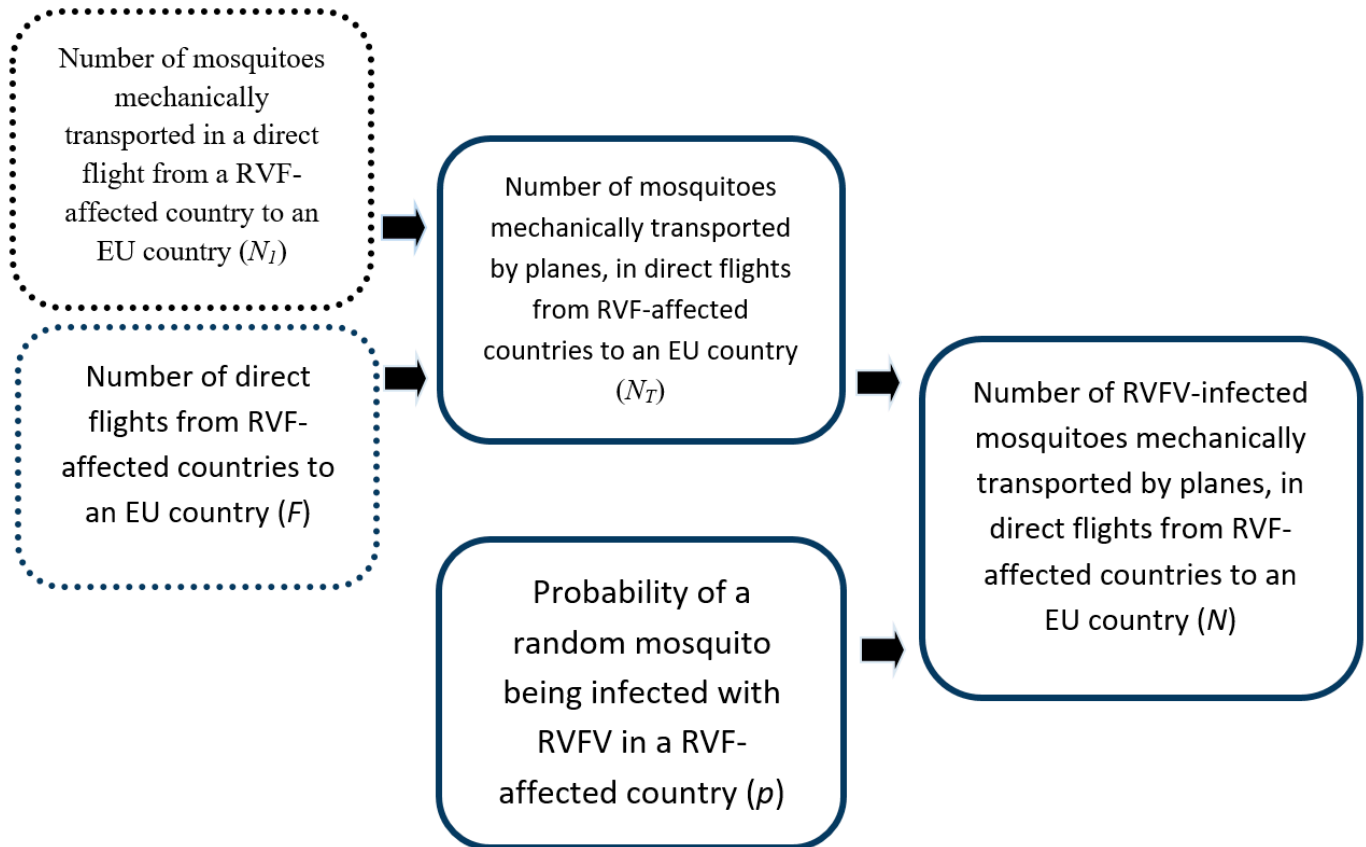 Number of mosquitoes
mechanically
transported in a direct
flight from a RVF-
affected country to an
EU country (N1)
Number of direct
flights from RVF-
affected countries to
an EU country (F)
Number of mosquitoes
mechanically transported
by planes, in direct flights
from RVF-affected
countries to an EU country
(NT)
Probability of a
random mosquito
being infected with
RVFV in a RVF-
affected country (p)
Number of RVFV-infected
mosquitoes mechanically
transported by planes, in
direct flights from RVF-
affected countries to an
EU country (N)